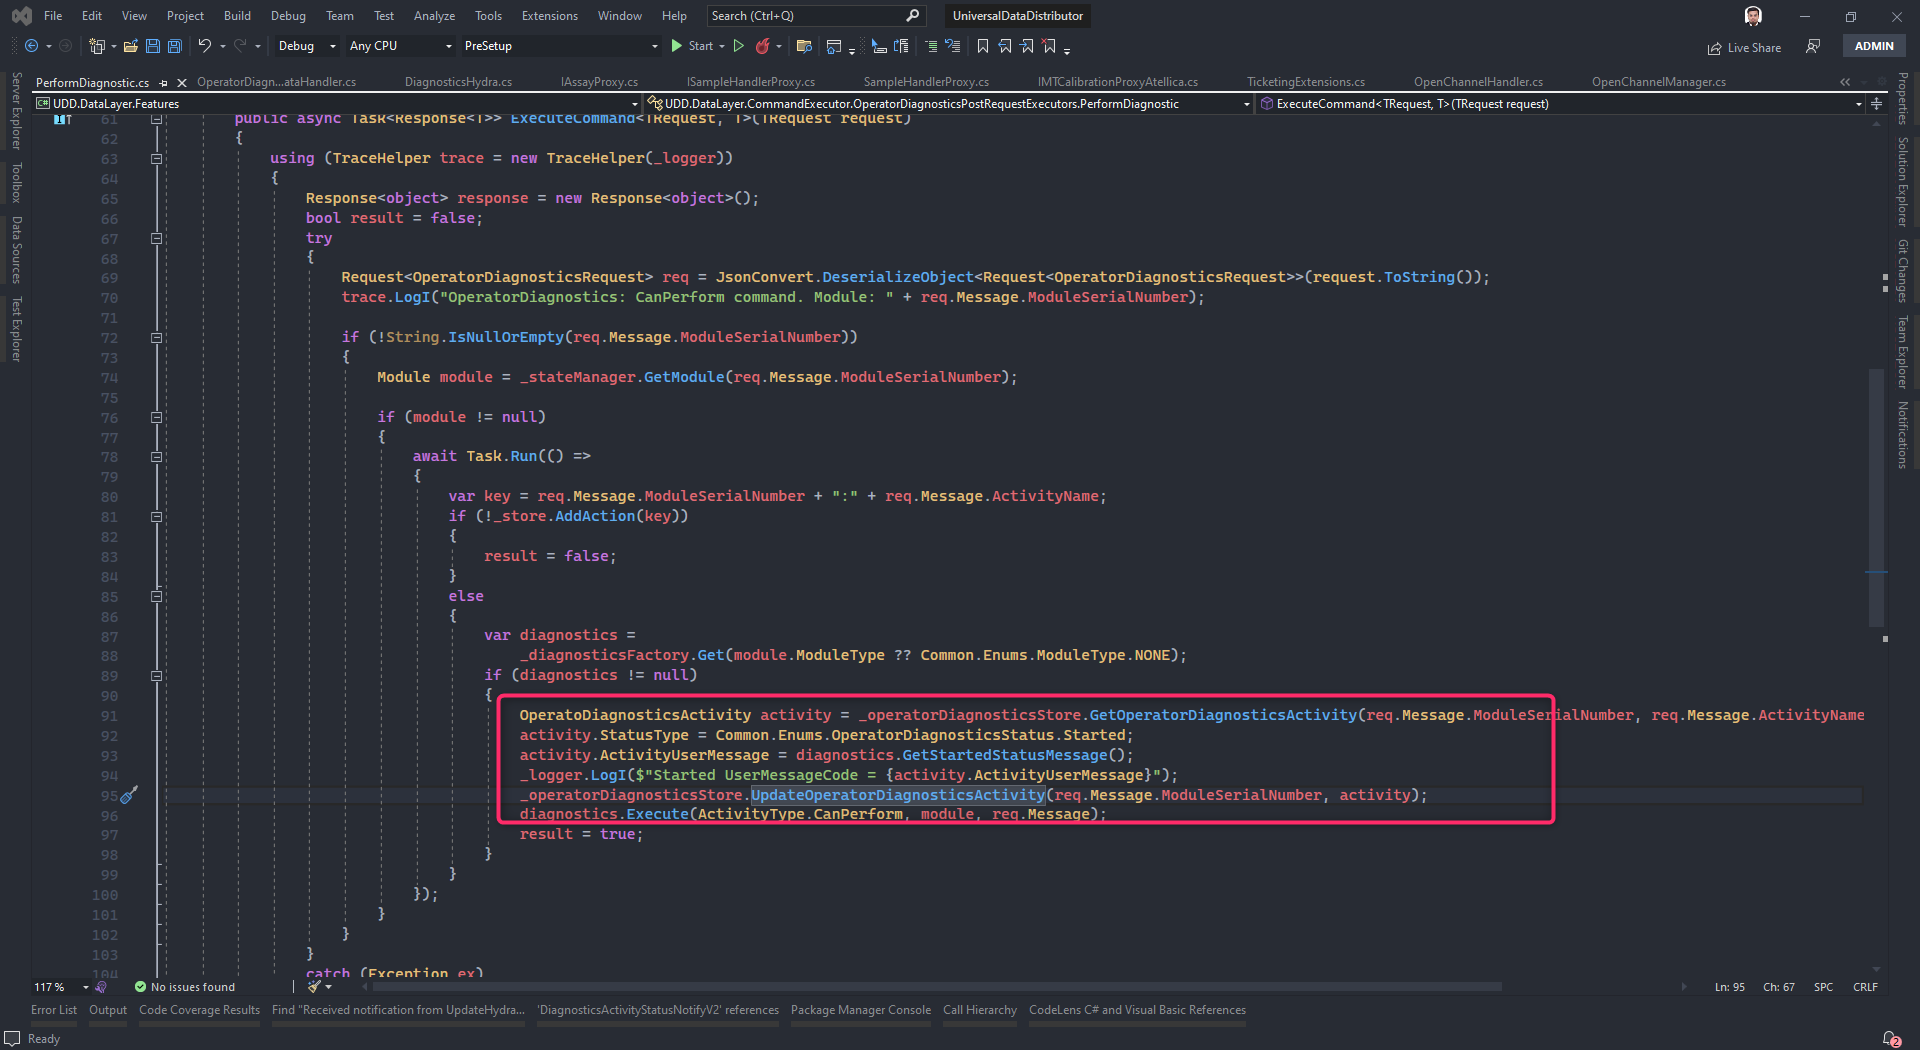 File Edit View Project Build Debug Team Test Analyze Tools Extensions Window Help Search (Ctrl+Q) UniversalDataDistributor
Debug Any CPU PreSetup Start Live Share ADMIN
PerformDiagnostic.cs OperatorDiagn...ataHandler.cs DiagnosticsHydra.cs IAssayProxy.cs ISampleHandlerProxy.cs SampleHandlerProxy.cs IMTCalibrationProxyAtellica.cs TicketingExtensions.cs OpenChannelHandler.cs OpenChannelManager.cs
UDD.DataLayer.Features UDD.DataLayer.CommandExecutor.OperatorDiagnosticsPostRequestExecutors.PerformDiagnostic ExecuteCommand<TRequest, T>(TRequest request)
Server Explorer
Toolbox
Data Sources
Test Explorer
61 public async Task<Response<T>> ExecuteCommand<TRequest, T>(TRequest request)
62 {
63 using (TraceHelper trace = new TraceHelper(_logger))
64 {
65 Response<object> response = new Response<object>();
66 bool result = false;
67 try
68 {
69 Request<OperatorDiagnosticsRequest> req = JsonConvert.DeserializeObject<Request<OperatorDiagnosticsRequest>>(request.ToString());
70 trace.LogI("OperatorDiagnostics: CanPerform command. Module: " + req.Message.ModuleSerialNumber);
71
72 if (!String.IsNullOrEmpty(req.Message.ModuleSerialNumber))
73 {
74 Module module = _stateManager.GetModule(req.Message.ModuleSerialNumber);
75
76 if (module != null)
77 {
78 await Task.Run(() =>
79 {
80 var key = req.Message.ModuleSerialNumber + ":" + req.Message.ActivityName;
81 if (!_store.AddAction(key))
82 {
83 result = false;
84 }
85 else
86 {
87 var diagnostics =
88 _diagnosticsFactory.Get(module.ModuleType ?? Common.Enums.ModuleType.NONE);
89 if (diagnostics != null)
90 {
91 OperatoDiagnosticsActivity activity = _operatorDiagnosticsStore.GetOperatorDiagnosticsActivity(req.Message.ModuleSerialNumber, req.Message.ActivityName
92 activity.StatusType = Common.Enums.OperatorDiagnosticsStatus.Started;
93 activity.ActivityUserMessage = diagnostics.GetStartedStatusMessage();
94 _logger.LogI($"Started UserMessageCode = {activity.ActivityUserMessage}");
95 _operatorDiagnosticsStore.UpdateOperatorDiagnosticsActivity(req.Message.ModuleSerialNumber, activity);
96 diagnostics.Execute(ActivityType.CanPerform, module, req.Message);
97 result = true;
98 }
99 }
100 });
101 }
102 }
103 }
104 catch (Exception ex)
Properties
Solution Explorer
Git Changes
Team Explorer
Notifications
117 % No issues found Ln: 95 Ch: 67 SPC CRLF
Error List Output Code Coverage Results Find "Received notification from UpdateHydra... 'DiagnosticsActivityStatusNotifyV2' references Package Manager Console Call Hierarchy CodeLens C# and Visual Basic References
Ready 2